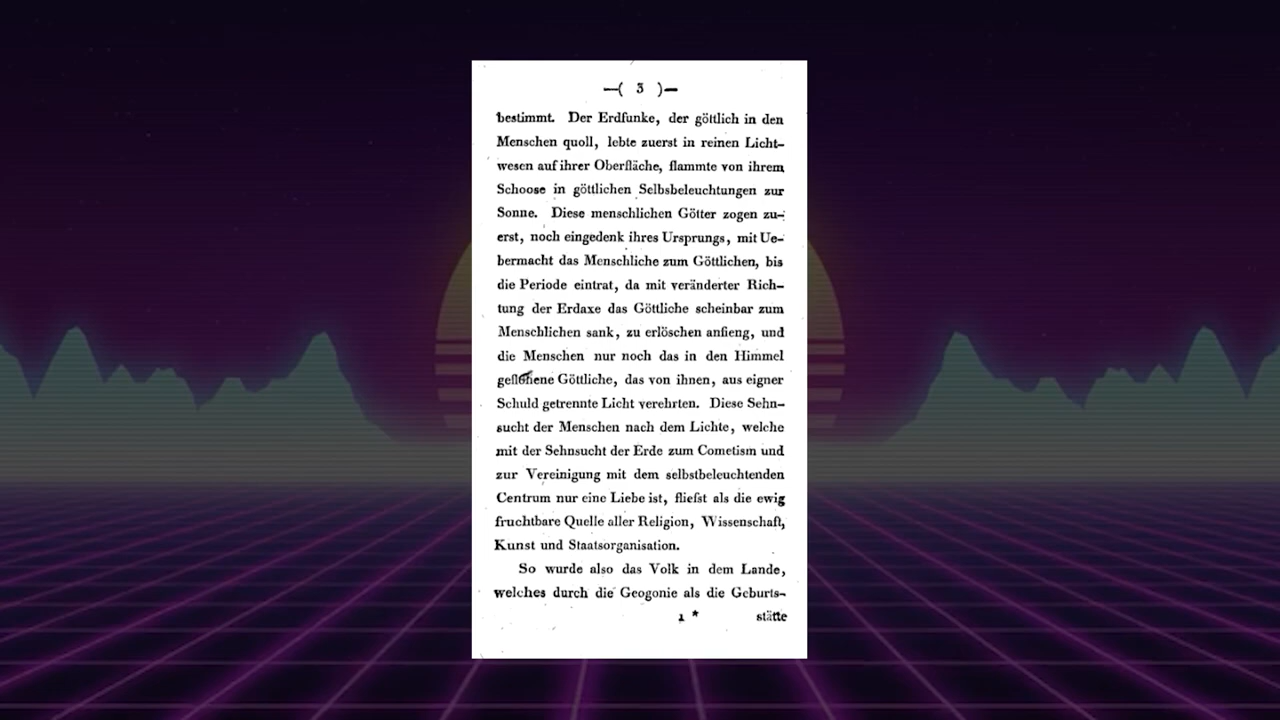 —( 3 )—
bestimmt. Der Erdfunke, der göttlich in den
Menschen quoll, lebte zuerst in reinen Licht-
wesen auf ihrer Oberfläche, flammte von ihrem
Schoose in göttlichen Selbsbeleuchtungen zur
Sonne. Diese menschlichen Götter zogen zu-
erst, noch eingedenk ihres Ursprungs, mit Ue-
bermacht das Menschliche zum Göttlichen, bis
die Periode eintrat, da mit veränderter Rich-
tung der Erdaxe das Göttliche scheinbar zum
Menschlichen sank, zu erlöschen anfieng, und
die Menschen nur noch das in den Himmel
geflohene Göttliche, das von ihnen, aus eigner
Schuld getrennte Licht verehrten. Diese Sehn-
sucht der Menschen nach dem Lichte, welche
mit der Sehnsucht der Erde zum Cometism und
zur Vereinigung mit dem selbstbeleuchtenden
Centrum nur eine Liebe ist, fliefst als die ewig
fruchtbare Quelle aller Religion, Wissenschaft,
Kunst und Staatsorganisation.
So wurde also das Volk in dem Lande,
welches durch die Geogonie als die Geburts-
1 * stätte